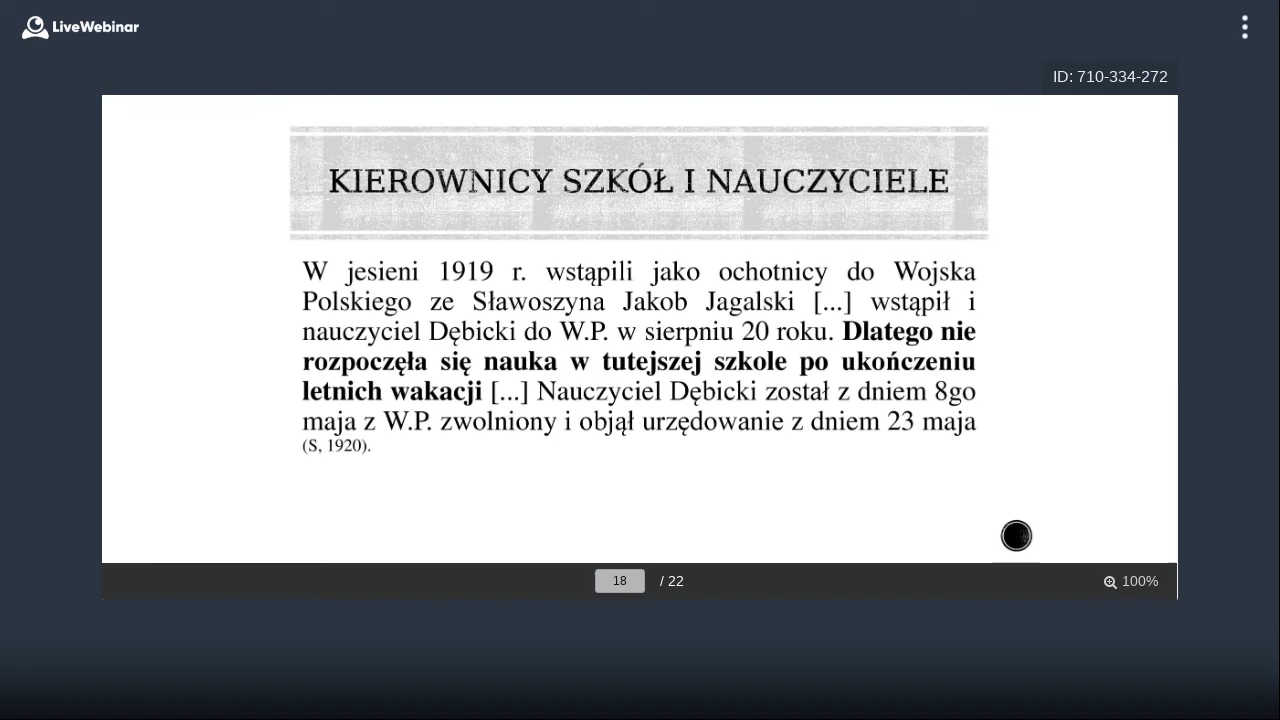 LiveWebinar
ID: 710-334-272
KIEROWNICY SZKÓŁ I NAUCZYCIELE
W jesieni 1919 r. wstąpili jako ochotnicy do Wojska
Polskiego ze Sławoszyna Jakob Jagalski [...] wstąpił i
nauczyciel Dębicki do W.P. w sierpniu 20 roku. Dlatego nie
rozpoczęła się nauka w tutejszej szkole po ukończeniu
letnich wakacji [...] Nauczyciel Dębicki został z dniem 8go
maja z W.P. zwolniony i objął urzędowanie z dniem 23 maja
(S, 1920).
18 / 22
100%